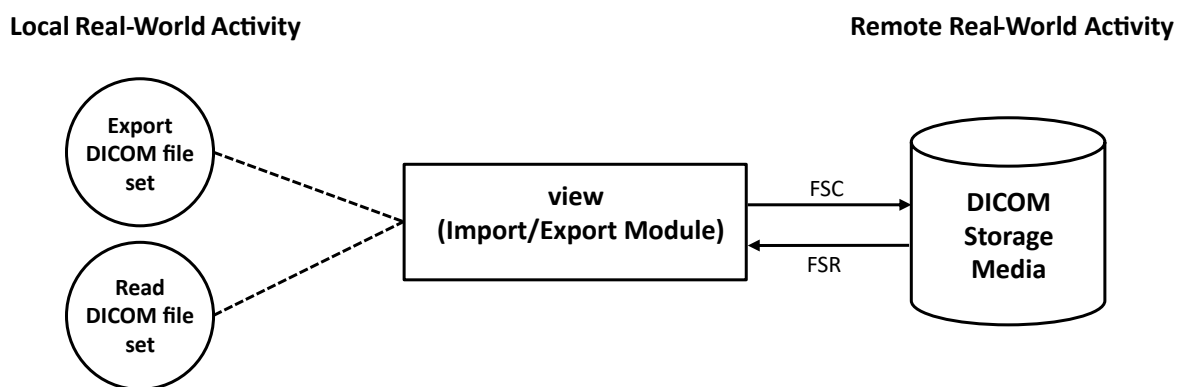 Local Real-World Activity
Remote Real-World Activity
Export
DICOM file
set
view
(Import/Export Module)
FSC
FSR
DICOM
Storage
Media
Read
DICOM file
set